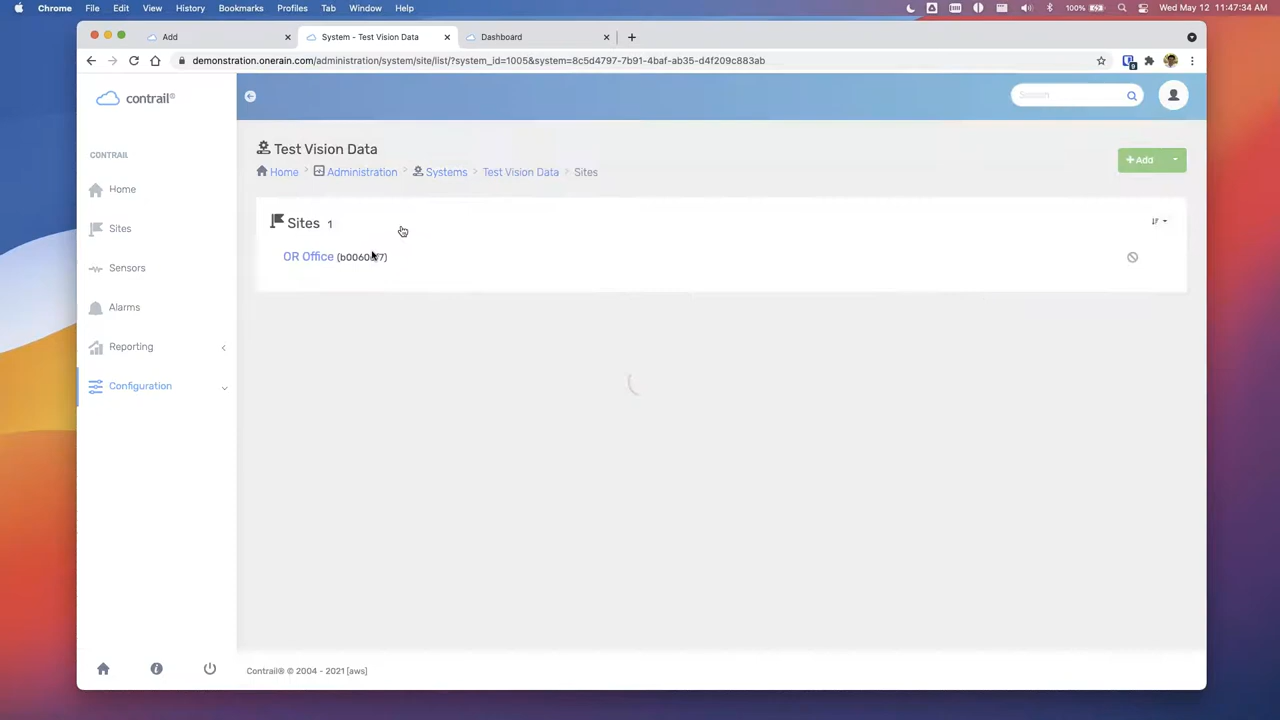 Chrome File Edit View History Bookmarks Profiles Tab Window Help 100% Wed May 12 11:47:34 AM
Add System - Test Vision Data Dashboard
demonstration.onerain.com/administration/system/site/list/?system_id=1005&system=8c5d4797-7b91-4baf-ab35-d4f209c883ab
contrail®
Search
CONTRAIL
Home
Sites
Sensors
Alarms
Reporting
Configuration
Test Vision Data
Home > Administration > Systems > Test Vision Data > Sites
+ Add
Sites 1
OR Office
Contrail® © 2004 - 2021 [aws]